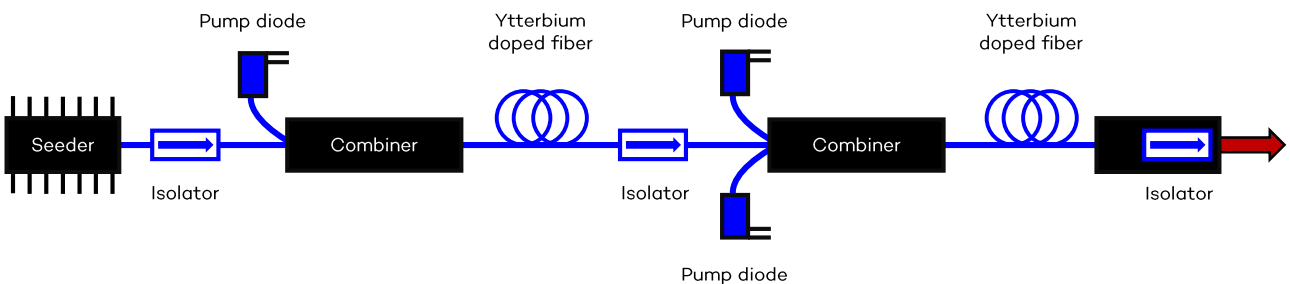 Pump diode
Ytterbium
doped fiber
Pump diode
Ytterbium
doped fiber
Seeder
Combiner
Combiner
Isolator
Isolator
Isolator
Pump diode